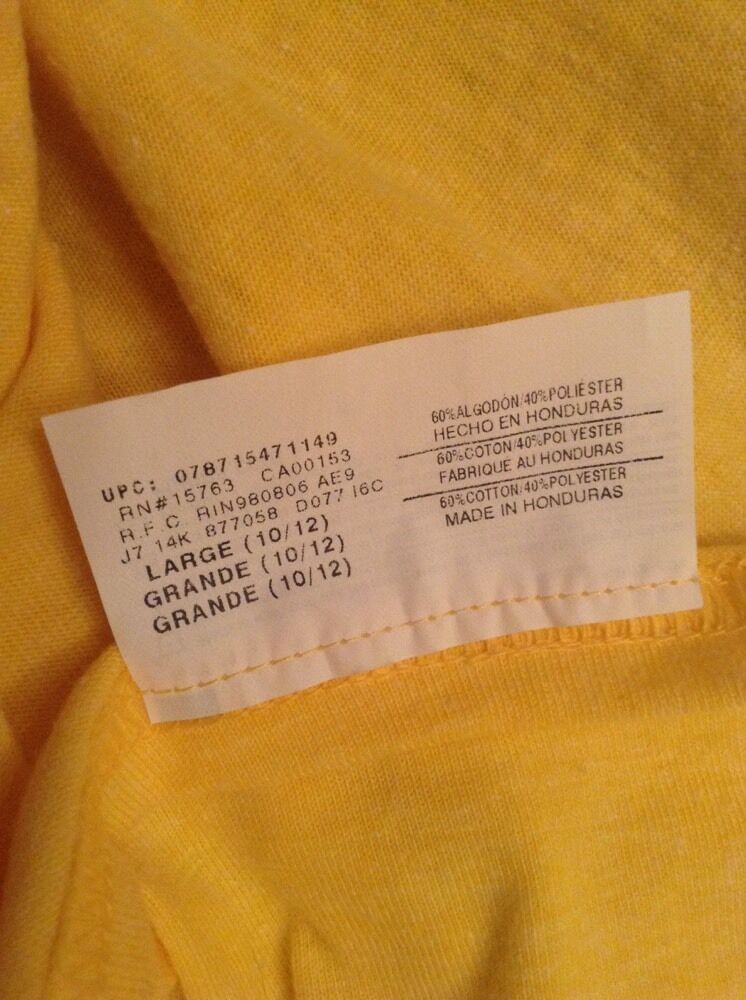 UPC: 078715471149
RN#15763 CA00153
R.F.C. RIN980806 AE9
J7 14K 877058 D077 I6C
LARGE (10/12)
GRANDE (10/12)
GRANDE (10/12)
60%ALGODÓN/40%POLIÉSTER
HECHO EN HONDURAS
60%COTON/40%POLYESTER
FABRIQUE AU HONDURAS
60%COTTON/40%POLYESTER
MADE IN HONDURAS